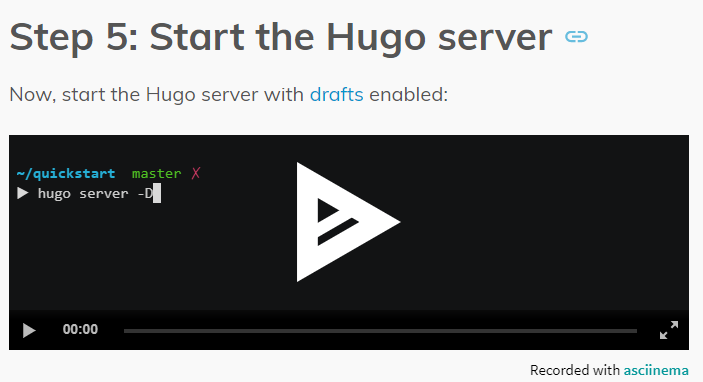 Step 5: Start the Hugo server
Now, start the Hugo server with drafts enabled:
~/quickstart master ✗
▶ hugo server -D
00:00
Recorded with asciinema